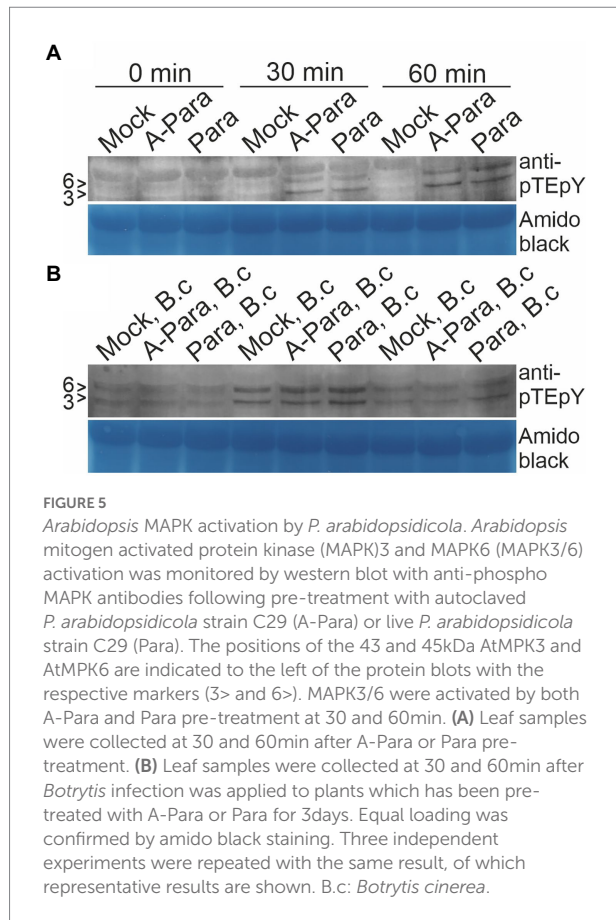 A
0 min 30 min 60 min
Mock A-Para Para Mock A-Para Para Mock A-Para Para
anti-
6> pTEpY
3>
Amido
black
B
Mock, B.c A-Para, B.c Para, B.c Mock, B.c A-Para, B.c Para, B.c Mock, B.c A-Para, B.c Para, B.c
anti-
6> pTEpY
3>
Amido
black
FIGURE 5
Arabidopsis MAPK activation by P. arabidopsidicola. Arabidopsis
mitogen activated protein kinase (MAPK)3 and MAPK6 (MAPK3/6)
activation was monitored by western blot with anti-phospho
MAPK antibodies following pre-treatment with autoclaved
P. arabidopsidicola strain C29 (A-Para) or live P. arabidopsidicola
strain C29 (Para). The positions of the 43 and 45kDa AtMPK3 and
AtMPK6 are indicated to the left of the protein blots with the
respective markers (3> and 6>). MAPK3/6 were activated by both
A-Para and Para pre-treatment at 30 and 60min. (A) Leaf samples
were collected at 30 and 60min after A-Para or Para pre-
treatment. (B) Leaf samples were collected at 30 and 60min after
Botrytis infection was applied to plants which has been pre-
treated with A-Para or Para for 3days. Equal loading was
confirmed by amido black staining. Three independent
experiments were repeated with the same result, of which
representative results are shown. B.c: Botrytis cinerea.